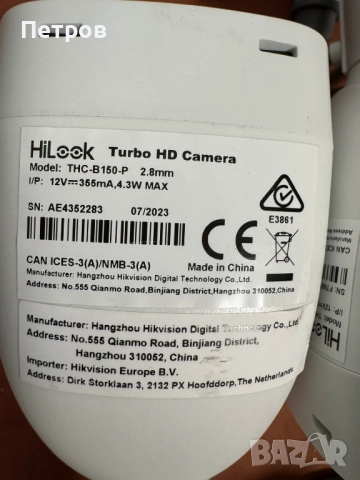 Петров
HiLook Turbo HD Camera
Model: THC-B150-P 2.8mm
I/P: 12V⎓355mA,4.3W MAX
SN: AE4352283 07/2023
E3861
CE
CAN ICES-3(A)/NMB-3(A)
Made in China
Manufacturer: Hangzhou Hikvision Digital Technology Co.,Ltd.
Address: No.555 Qianmo Road,Binjiang District,Hangzhou 310052,China
Manufacturer: Hangzhou Hikvision Digital Technology Co.,Ltd.
Address: No.555 Qianmo Road, Binjiang District,
Hangzhou 310052, China
Importer: Hikvision Europe B.V.
Address: Dirk Storklaan 3, 2132 PX Hoofddorp,The Netherlands
BAZAR